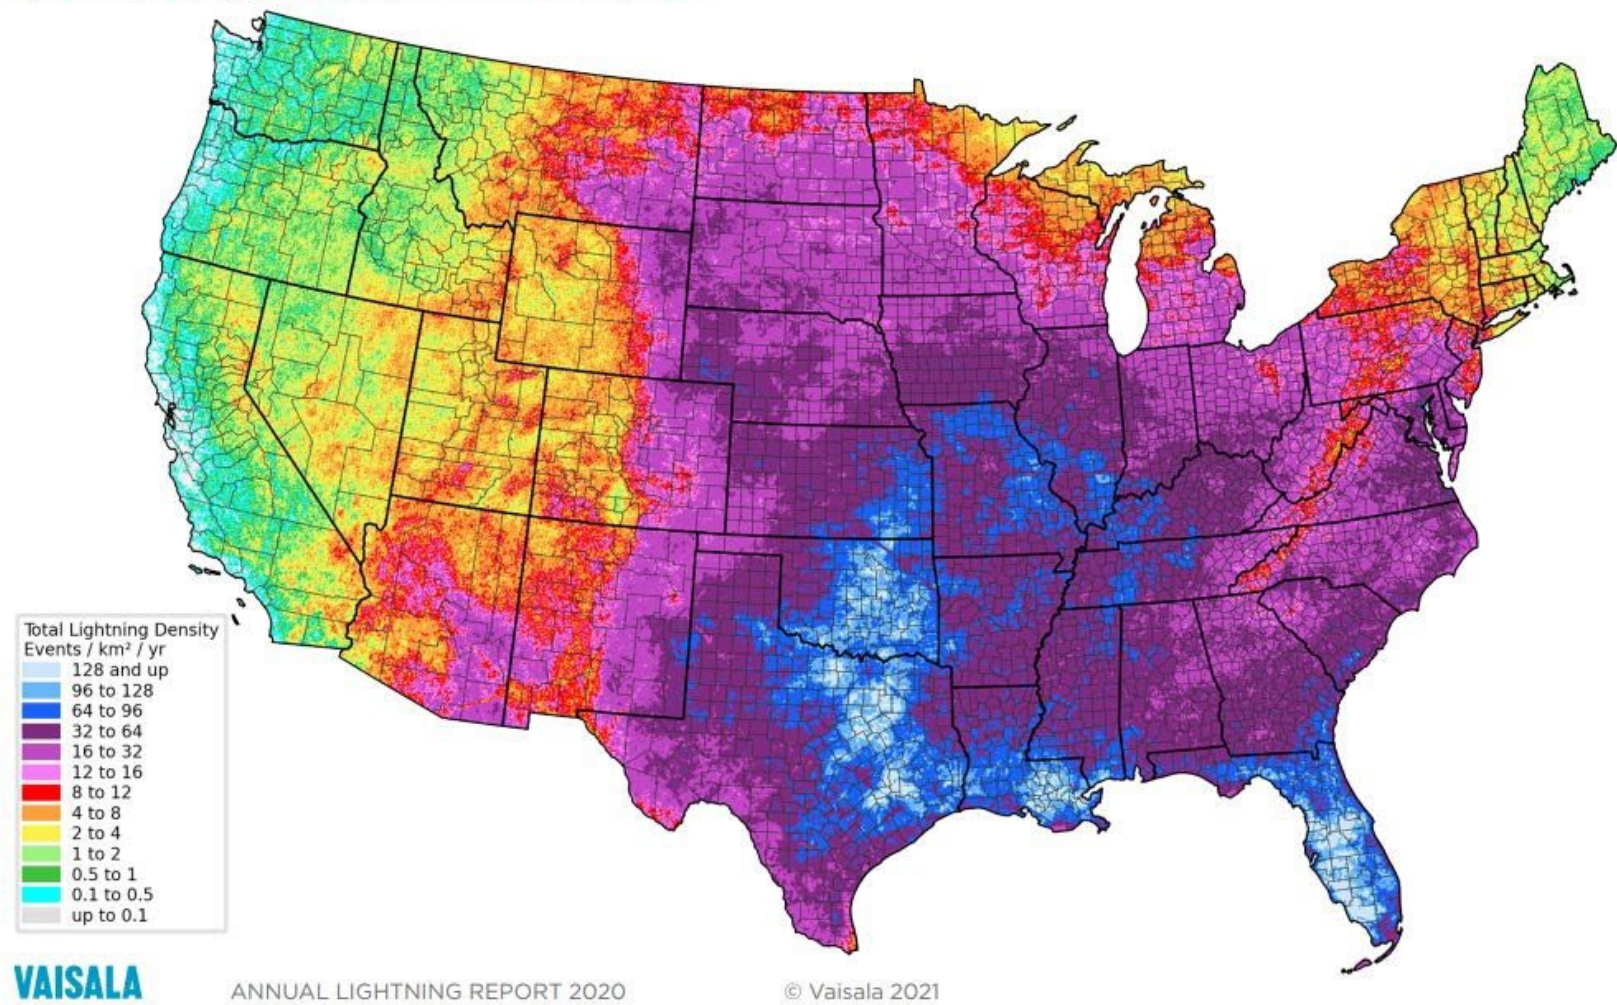 Total Lightning Density
Events / km² / yr
128 and up
96 to 128
64 to 96
32 to 64
16 to 32
12 to 16
8 to 12
4 to 8
2 to 4
1 to 2
0.5 to 1
0.1 to 0.5
up to 0.1
VAISALA
ANNUAL LIGHTNING REPORT 2020
© Vaisala 2021